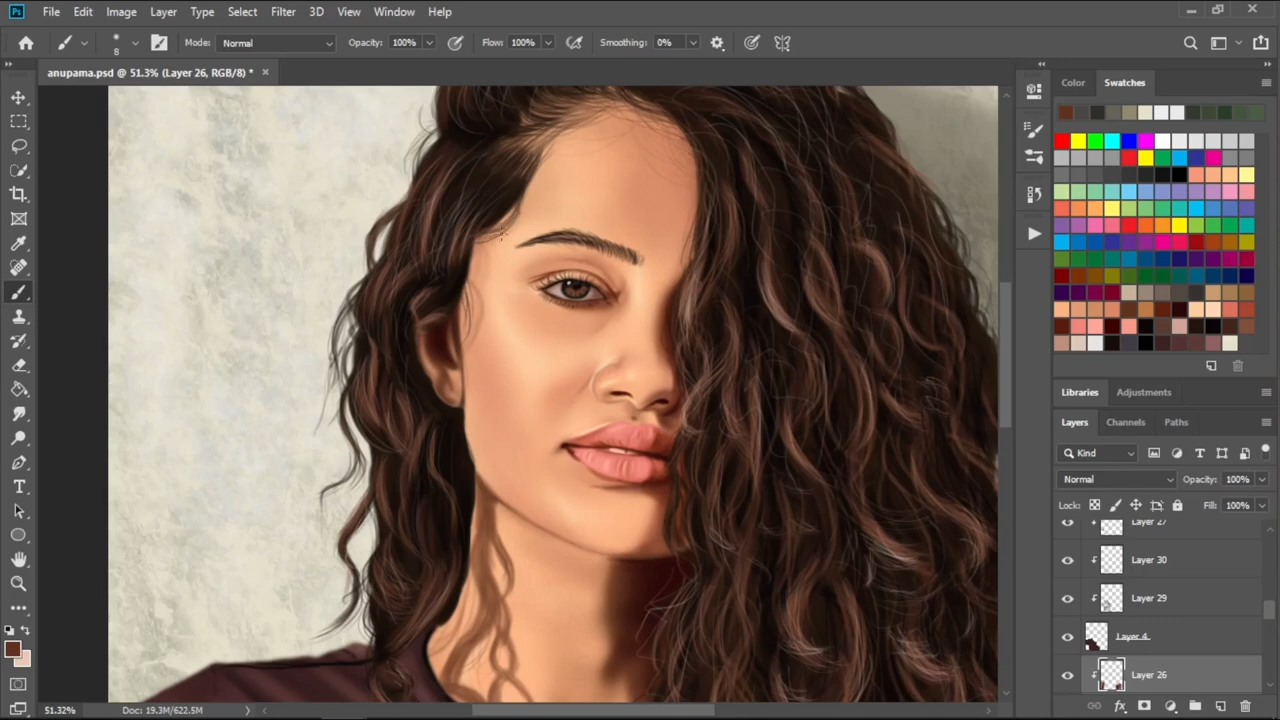 Ps File Edit Image Layer Type Select Filter 3D View Window Help
8 Mode: Normal Opacity: 100% Flow: 100% Smoothing: 0%
anupama.psd @ 51.3% (Layer 26, RGB/8) * ×
Color Swatches
Libraries Adjustments
Layers Channels Paths
Kind
Normal Opacity: 100%
Lock: Fill: 100%
Layer 27
Layer 30
Layer 29
Layer 4
Layer 26
51.32% Doc: 19.3M/622.5M